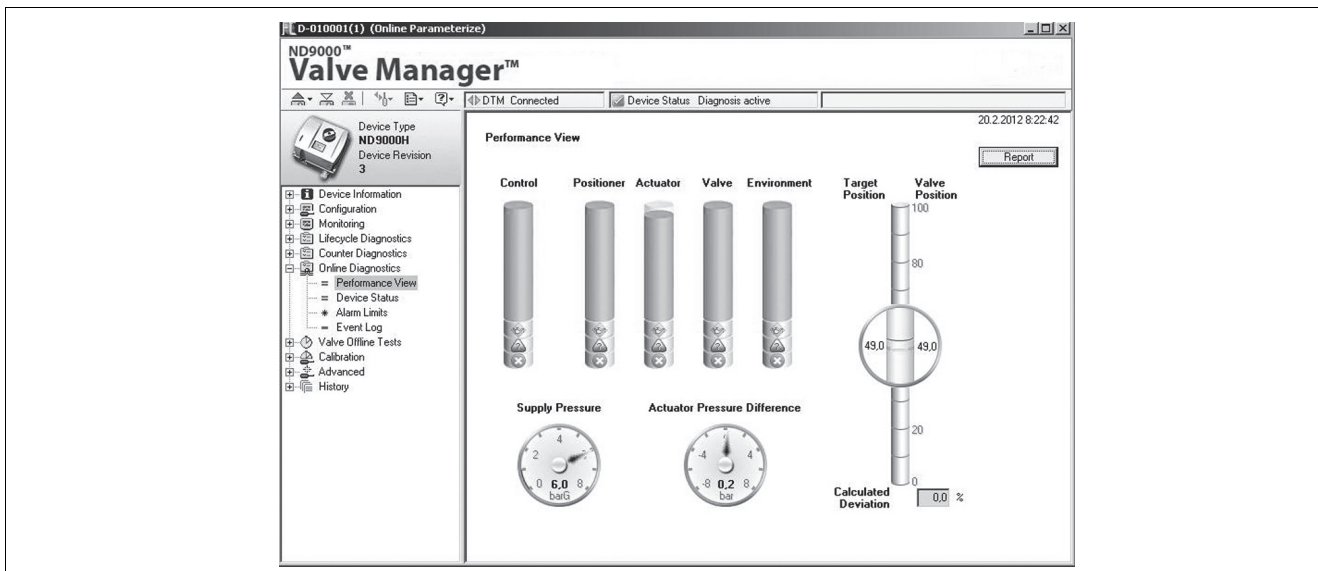 D-010001(1) (Online Parameterize)
ND9000™
Valve Manager™
DTM Connected
Device Status Diagnosis active
Device Type
ND9000H
Device Revision
3
Device Information
Configuration
Monitoring
Lifecycle Diagnostics
Counter Diagnostics
Online Diagnostics
Performance View
Device Status
Alarm Limits
Event Log
Valve Offline Tests
Calibration
Advanced
History
20.2.2012 8:22:42
Performance View
Report
Control Positioner Actuator Valve Environment
Target Position
Valve Position
100
80
49,0 49,0
20
0
Supply Pressure
0 2 4 8
6,0
barG
Actuator Pressure Difference
-8 -4 4 8
0,2
bar
Calculated Deviation
0,0 %